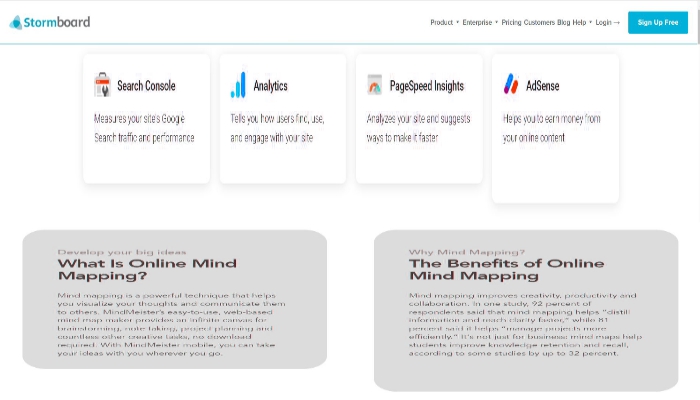 Stormboard
Product Enterprise Pricing Customers Blog Help Login → Sign Up Free
Search Console
Measures your site's Google
Search traffic and performance
Analytics
Tells you how users find, use,
and engage with your site
PageSpeed Insights
Analyzes your site and suggests
ways to make it faster
AdSense
Helps you to earn money from
your online content
Develop your big ideas
What Is Online Mind
Mapping?
Mind mapping is a powerful technique that helps
you visualize your thoughts and communicate them
to others. MindMeister's easy-to-use, web-based
mind map maker provides an infinite canvas for
brainstorming, note taking, project planning and
countless other creative tasks, no download
required. With MindMeister mobile, you can take
your ideas with you wherever you go.
Why Mind Mapping?
The Benefits of Online
Mind Mapping
Mind mapping improves creativity, productivity and
collaboration. In one study, 92 percent of
respondents said that mind mapping helps "distill
information and reach clarity faster," while 81
percent said it helps "manage projects more
efficiently." It's not just for business: mind maps help
students improve knowledge retention and recall,
according to some studies by up to 32 percent.